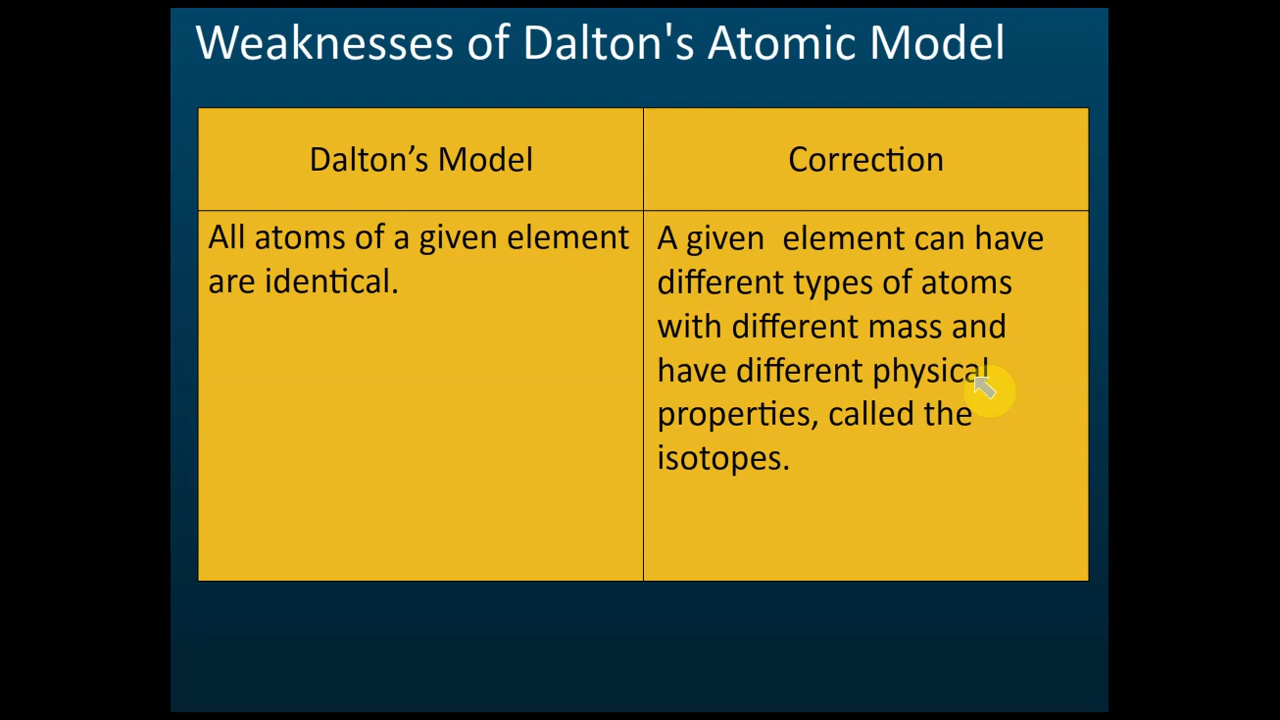 Weaknesses of Dalton's Atomic Model
Dalton’s Model
Correction
All atoms of a given element
are identical.
A given  element can have
different types of atoms
with different mass and
have different physical
properties, called the
isotopes.